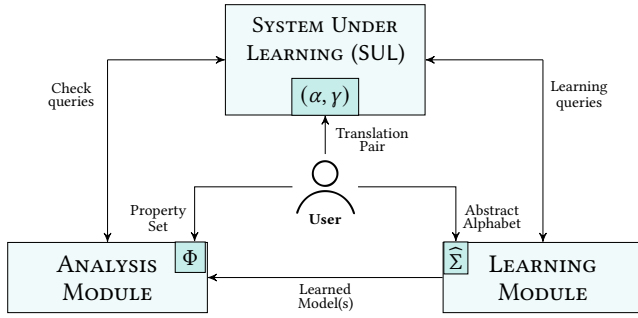 SYSTEM UNDER
LEARNING (SUL)
(α, γ)
Check
queries
Learning
queries
Translation
Pair
User
Property
Set
Abstract
Alphabet
Φ
Σ̂
ANALYSIS
MODULE
LEARNING
MODULE
Learned
Model(s)